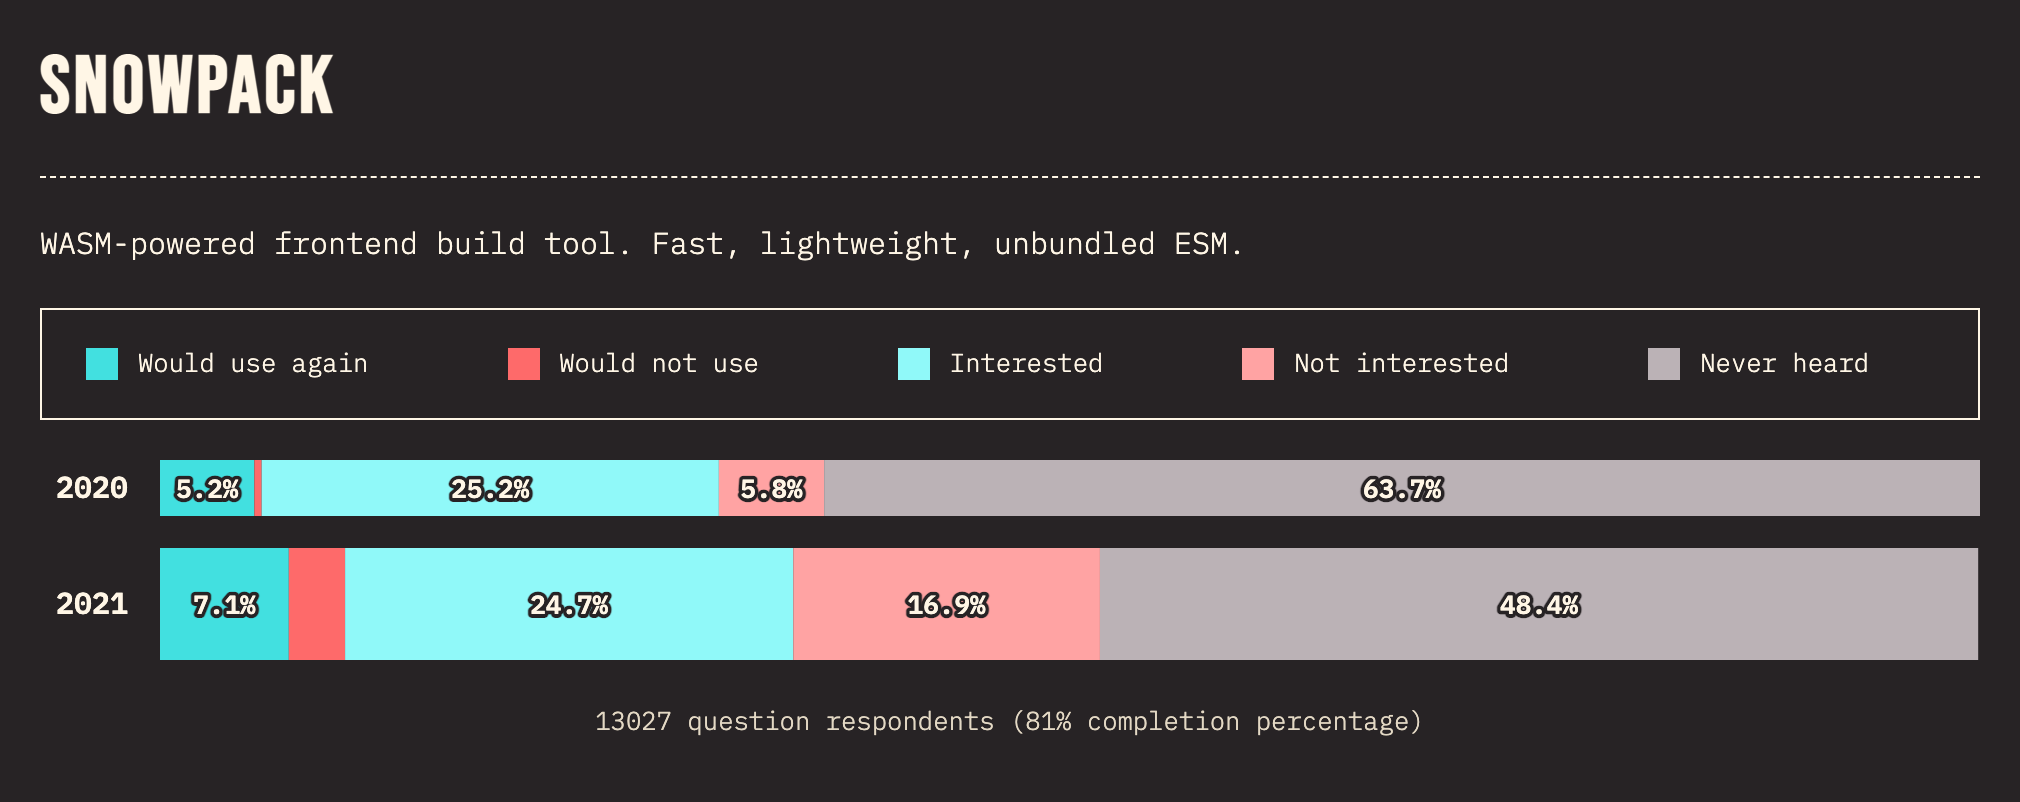 SNOWPACK
WASM-powered frontend build tool. Fast, lightweight, unbundled ESM.
Would use again Would not use Interested Not interested Never heard
2020 5.2% 25.2% 5.8% 63.7%
2021 7.1% 24.7% 16.9% 48.4%
13027 question respondents (81% completion percentage)